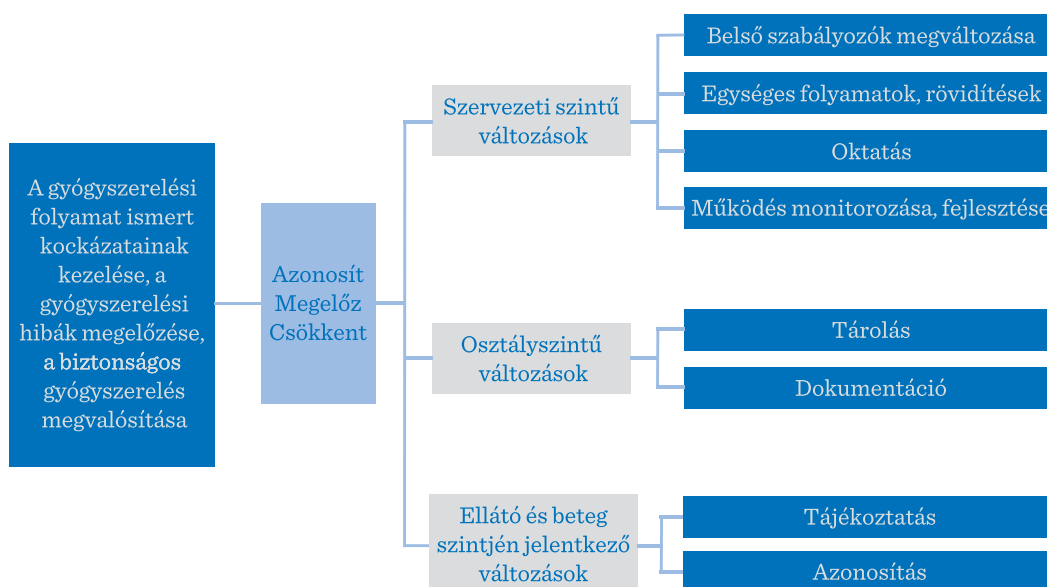 A gyógyszerelési
folyamat ismert
kockázatainak
kezelése, a
gyógyszerelési
hibák megelőzése,
a biztonságos
gyógyszerelés
megvalósítása
Azonosít
Megelőz
Csökkent
Szervezeti szintű
változások
Belső szabályozók megváltozása
Egységes folyamatok, rövidítések
Oktatás
Működés monitorozása, fejlesztése
Osztályszintű
változások
Tárolás
Dokumentáció
Ellátó és beteg
szintjén jelentkező
változások
Tájékoztatás
Azonosítás